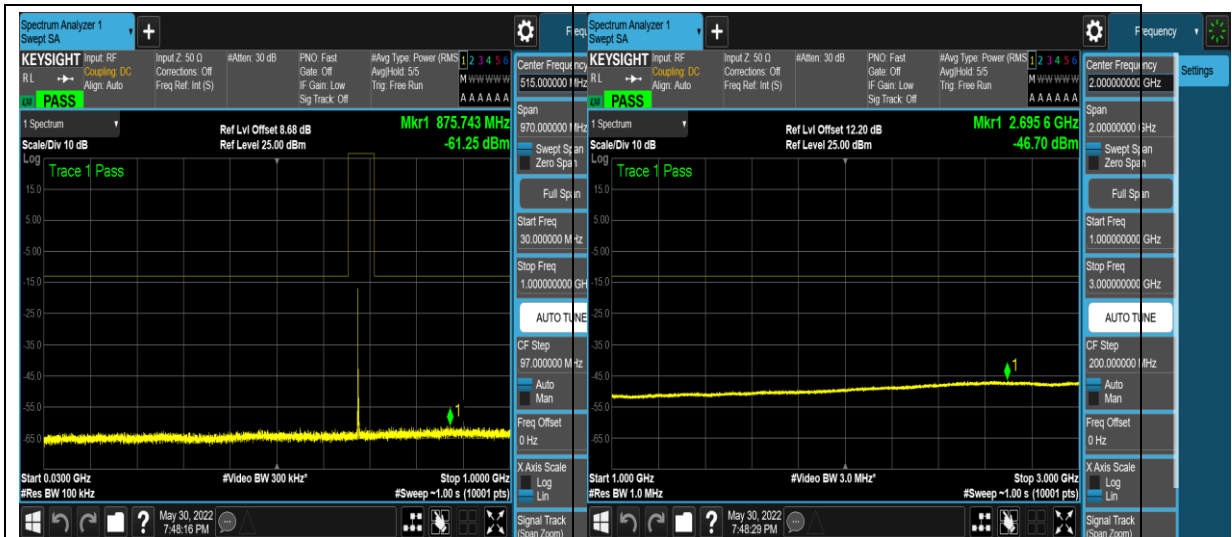 Spectrum Analyzer 1
Swept SA
+
Frequ
KEYSIGHT
Input: RF
Coupling: DC
Align: Auto
Input Z: 50 Ω
Corrections: Off
Freq Ref: Int (S)
#Atten: 30 dB
PNO: Fast
Gate: Off
IF Gain: Low
Sig Track: Off
#Avg Type: Power (RMS
Avg|Hold: 5/5
Trig: Free Run
1 2 3 4 5 6
M W W W W W
A A A A A A
RL
LXI
PASS
1 Spectrum
Scale/Div 10 dB
Ref Lvl Offset 8.68 dB
Ref Level 25.00 dBm
Mkr1 875.743 MHz
-61.25 dBm
Log
Trace 1 Pass
15.0
5.00
-5.00
-15.0
-25.0
-35.0
-45.0
-55.0
-65.0
1
Start 0.0300 GHz
#Res BW 100 kHz
#Video BW 300 kHz*
Stop 1.0000 GHz
#Sweep ~1.00 s (10001 pts)
?
May 30, 2022
7:48:16 PM
Center Frequency
515.000000 MHz
Span
970.000000 MHz
Swept Span
Zero Span
Full Span
Start Freq
30.000000 MHz
Stop Freq
1.000000000 GH
AUTO TUNE
CF Step
97.000000 MHz
Auto
Man
Freq Offset
0 Hz
X Axis Scale
Log
Lin
Signal Track
(Span Zoom)
Spectrum Analyzer 1
Swept SA
+
Frequency
KEYSIGHT
Input: RF
Coupling: DC
Align: Auto
Input Z: 50 Ω
Corrections: Off
Freq Ref: Int (S)
#Atten: 30 dB
PNO: Fast
Gate: Off
IF Gain: Low
Sig Track: Off
#Avg Type: Power (RMS
Avg|Hold: 5/5
Trig: Free Run
1 2 3 4 5 6
M W W W W W
A A A A A A
RL
LXI
PASS
1 Spectrum
Scale/Div 10 dB
Ref Lvl Offset 12.20 dB
Ref Level 25.00 dBm
Mkr1 2.695 6 GHz
-46.70 dBm
Log
Trace 1 Pass
15.0
5.00
-5.00
-15.0
-25.0
-35.0
-45.0
-55.0
-65.0
1
Start 1.000 GHz
#Res BW 1.0 MHz
#Video BW 3.0 MHz*
Stop 3.000 GHz
#Sweep ~1.00 s (10001 pts)
?
May 30, 2022
7:48:29 PM
Center Frequency
2.000000000 GHz
Settings
Span
2.00000000 GHz
Swept Span
Zero Span
Full Span
Start Freq
1.000000000 GHz
Stop Freq
3.000000000 GHz
AUTO TUNE
CF Step
200.000000 MHz
Auto
Man
Freq Offset
0 Hz
X Axis Scale
Log
Lin
Signal Track
(Span Zoom)